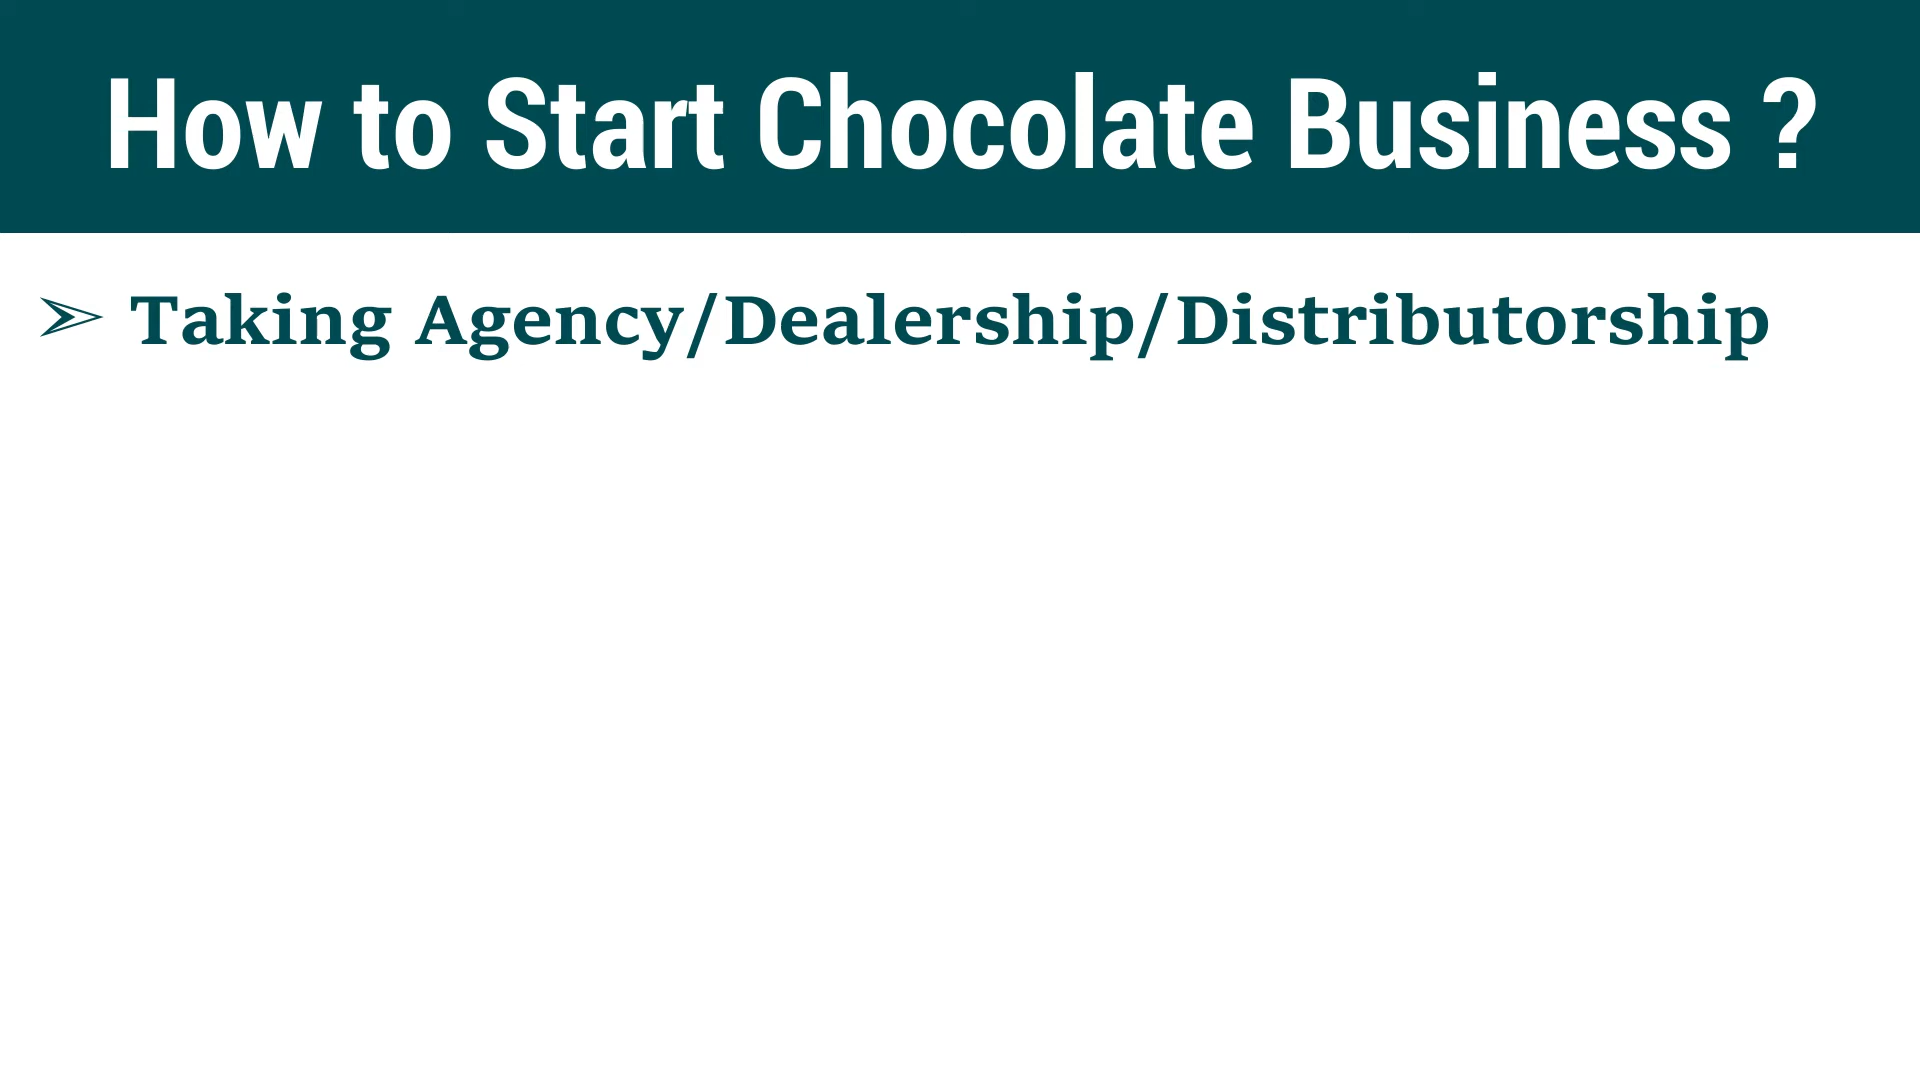 How to Start Chocolate Business ?
➢ Taking Agency/Dealership/Distributorship